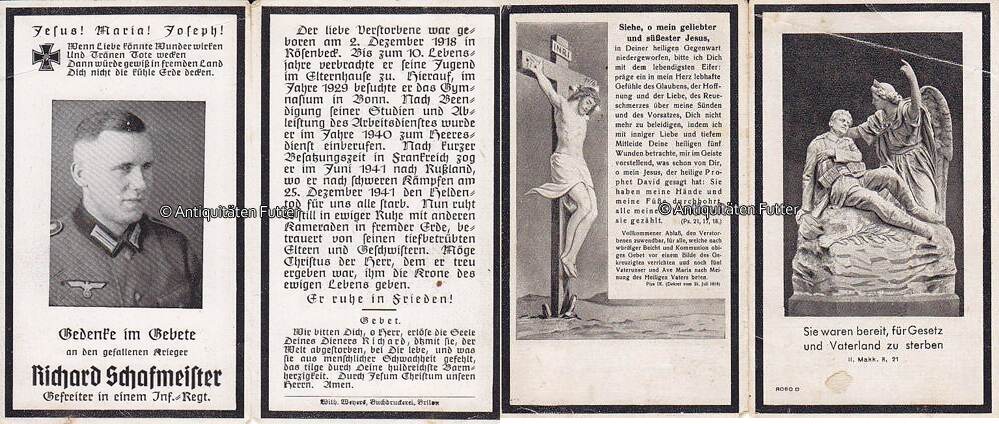 Jesus! Maria! Joseph!
Wenn Liebe könnte Wunder wirken
Und Tränen Tote wecken
Dann würde gewiß in fremden Land
Dich nicht die kühle Erde decken.
Gedenke im Gebete
an den gefallenen Krieger
Richard Schafmeister
Gefreiter in einem Inf.-Regt.
Der liebe Verstorbene war ge-
boren am 2. Dezember 1918 in
Rösenbeck. Bis zum 10. Lebens-
jahre verbrachte er seine Jugend
im Elternhause zu. Hierauf, im
Jahre 1929 besuchte er das Gym-
nasium in Bonn. Nach Been-
digung seiner Studien und Ab-
leistung des Arbeitsdienstes wurde
er im Jahre 1940 zum Heeres-
dienst einberufen. Nach kurzer
Besatzungszeit in Frankreich zog
er im Juni 1941 nach Rußland,
wo er nach schweren Kämpfen am
25. Dezember 1941 den Helden-
tod für uns alle starb. Nun ruht
still in ewiger Ruhe mit anderen
Kameraden in fremder Erde, be-
trauert von seinen tiefbetrübten
Eltern und Geschwistern. Möge
Christus der Herr, dem er treu
ergeben war, ihm die Krone des
ewigen Lebens geben.
Er ruhe in Frieden!
Gebet.
Wir bitten Dich, o Herr, erlöse die Seele
Deines Dieners Richard, damit sie, der
Welt abgestorben, bei Dir lebe, und was
sie aus menschlicher Schwachheit gefehlt,
das tilge durch Deine huldreichste Barm-
herzigkeit. Durch Jesum Christum unsern
Herrn. Amen.
Wilh. Weyers, Buchdruckerei, Brilon
INRI
Siehe, o mein geliebter
und süßester Jesus,
in Deiner heiligen Gegenwart
niedergeworfen, bitte ich Dich
mit dem lebendigsten Eifer:
präge ein in mein Herz lebhafte
Gefühle des Glaubens, der Hoff-
nung und der Liebe, des Reue-
schmerzes über meine Sünden
und des Vorsatzes, Dich nicht
mehr zu beleidigen, indem ich
mit inniger Liebe und tiefem
Mitleide Deine heiligen fünf
Wunden betrachte, mir im Geiste
vorstellend, was schon von Dir,
o mein Jesus, der heilige Pro-
phet David gesagt hat: Sie
haben meine Hände und
meine Füße durchbohrt,
alle meine
sie gezählt. (Ps. 21, 17, 18.)
Vollkommener Ablaß, den Verstor-
benen zuwendbar, für alle, welche nach
würdiger Beicht und Kommunion obi-
ges Gebet vor einem Bilde des Ge-
kreuzigten verrichten und noch fünf
Vaterunser und Ave Maria nach Mei-
nung des Heiligen Vaters beten.
Pius IX. (Dekret vom 31. Juli 1858)
Sie waren bereit, für Gesetz
und Vaterland zu sterben
II. Makk. 8, 21
© Antiquitäten Futter
© Antiquitäten Futter